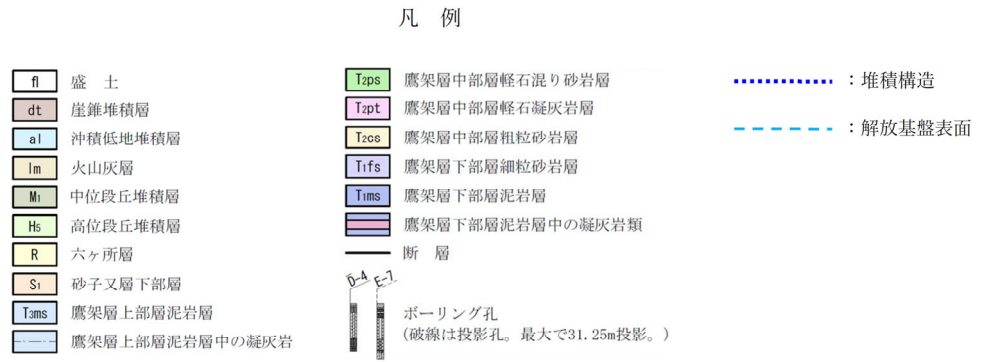 凡 例
fl 盛 土
dt 崖錐堆積層
al 沖積低地堆積層
lm 火山灰層
M1 中位段丘堆積層
H5 高位段丘堆積層
R 六ヶ所層
S1 砂子又層下部層
T3ms 鷹架層上部層泥岩層
鷹架層上部層泥岩層中の凝灰岩
T2ps 鷹架層中部層軽石混り砂岩層
T2pt 鷹架層中部層軽石凝灰岩層
T2cs 鷹架層中部層粗粒砂岩層
T1fs 鷹架層下部層細粒砂岩層
T1ms 鷹架層下部層泥岩層
鷹架層下部層泥岩層中の凝灰岩類
断 層
D-4 E-7
ボーリング孔
(破線は投影孔。最大で31.25m投影。)
：堆積構造
：解放基盤表面